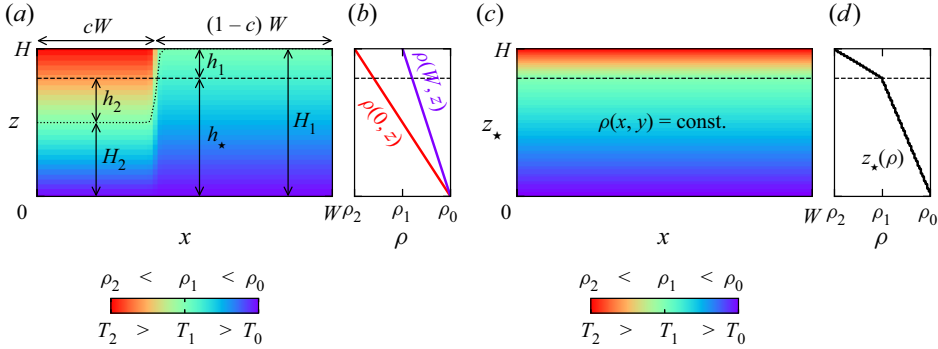 (a)
cW
(1 – c) W
(b)
(c)
(d)
H
h1
h2
z
H2
h⋆
H1
0
W
x
ρ(0, z)
ρ(W, z)
ρ2
ρ1
ρ0
ρ
H
z⋆
ρ(x, y) = const.
0
W
x
z⋆(ρ)
ρ2
ρ1
ρ0
ρ
ρ2 < ρ1 < ρ0
T2 > T1 > T0
ρ2 < ρ1 < ρ0
T2 > T1 > T0